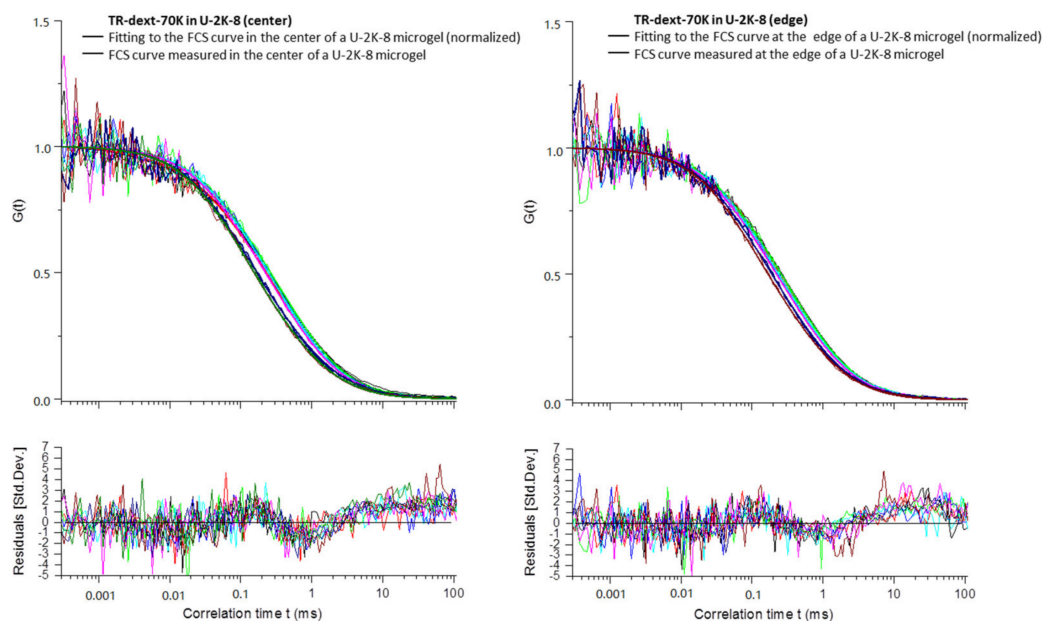 TR-dext-70K in U-2K-8 (center)
Fitting to the FCS curve in the center of a U-2K-8 microgel (normalized)
FCS curve measured in the center of a U-2K-8 microgel
1.5
1.0
0.5
0.0
G(t)
7
6
5
4
3
2
1
0
-1
-2
-3
-4
-5
Residuals [Std.Dev.]
0.001 0.01 0.1 1 10 100
Correlation time t (ms)
TR-dext-70K in U-2K-8 (edge)
Fitting to the FCS curve at the edge of a U-2K-8 microgel (normalized)
FCS curve measured at the edge of a U-2K-8 microgel
1.5
1.0
0.5
0.0
G(t)
7
6
5
4
3
2
1
0
-1
-2
-3
-4
-5
Residuals [Std.Dev.]
0.001 0.01 0.1 1 10 100
Correlation time t (ms)